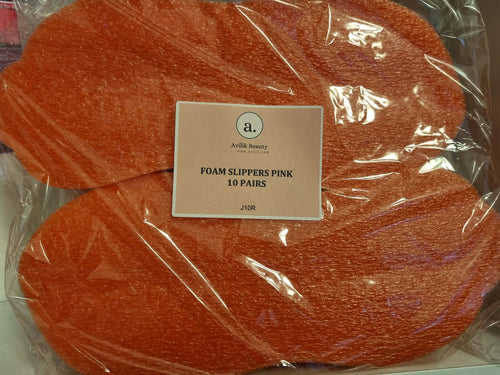 a.
Avilik Beauty
FOAM SLIPPERS PINK
10 PAIRS
J10R